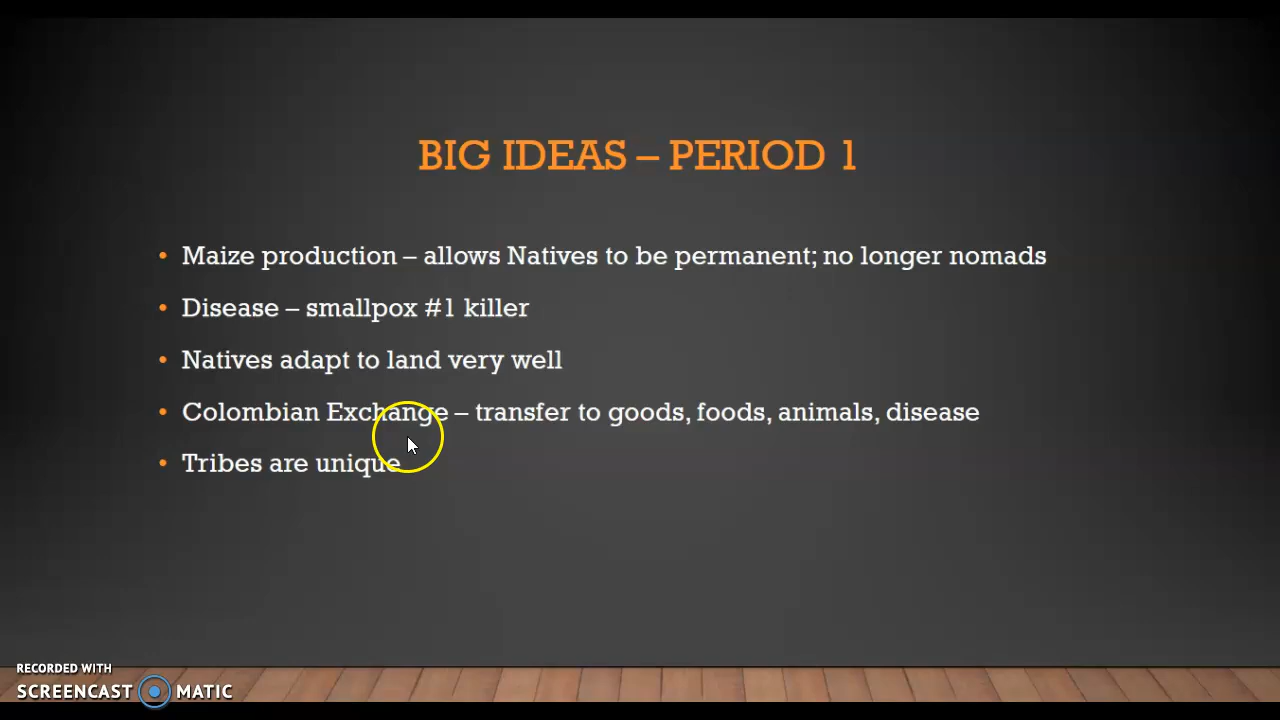 BIG IDEAS – PERIOD 1
• Maize production – allows Natives to be permanent; no longer nomads
• Disease – smallpox #1 killer
• Natives adapt to land very well
• Colombian Exchange – transfer to goods, foods, animals, disease
• Tribes are unique
RECORDED WITH
SCREENCAST MATIC